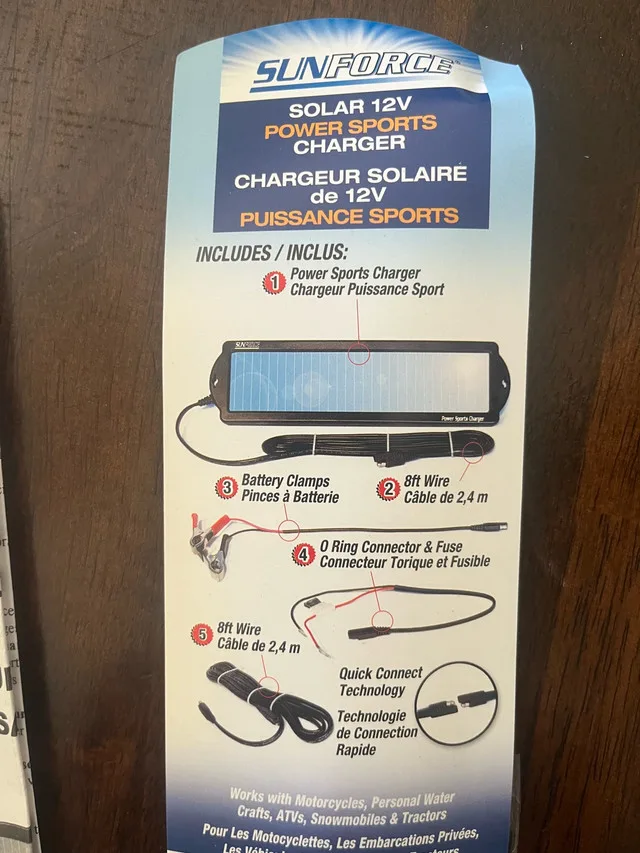 SUNFORCE®
SOLAR 12V
POWER SPORTS
CHARGER
CHARGEUR SOLAIRE
de 12V
PUISSANCE SPORTS
INCLUDES / INCLUS:
1 Power Sports Charger
Chargeur Puissance Sport
SUNFORCE
Power Sports Charger
3 Battery Clamps
Pinces à Batterie
2 8ft Wire
Câble de 2,4 m
4 O Ring Connector & Fuse
Connecteur Torique et Fusible
5 8ft Wire
Câble de 2,4 m
Quick Connect
Technology
Technologie
de Connection
Rapide
Works with Motorcycles, Personal Water
Crafts, ATVs, Snowmobiles & Tractors
Pour Les Motocyclettes, Les Embarcations Privées,